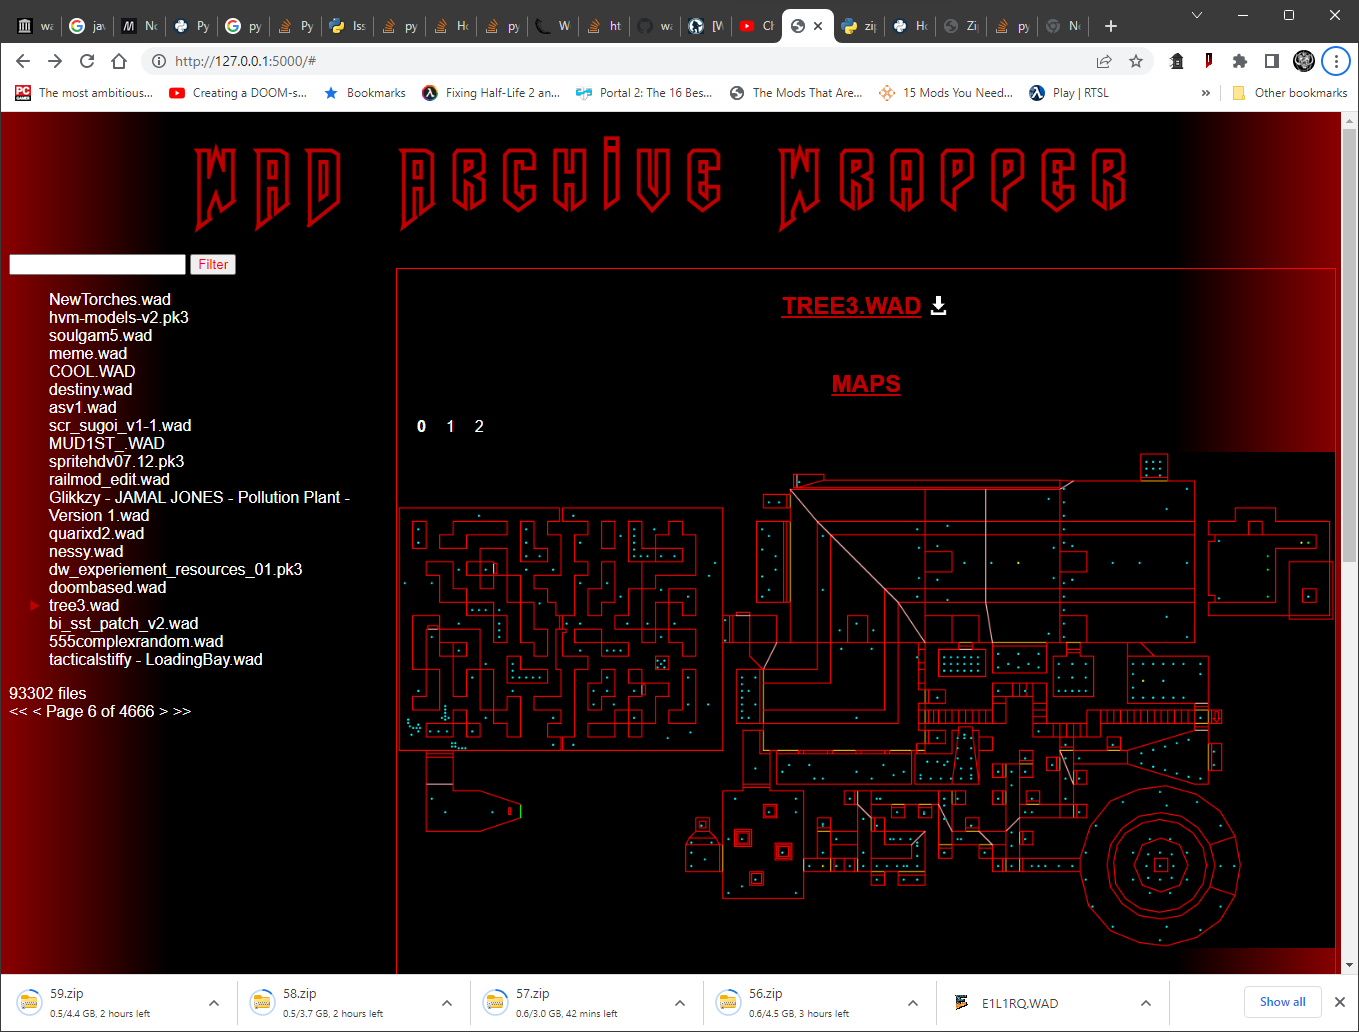 wa
jav
No
Py
py
Py
Iss
py
Ho
py
W
ht
wa
[W
Ch
zip
Ho
Zip
py
Ne
http://127.0.0.1:5000/#
The most ambitious...
Creating a DOOM-s...
Bookmarks
Fixing Half-Life 2 an...
Portal 2: The 16 Bes...
The Mods That Are...
15 Mods You Need...
Play | RTSL
»
Other bookmarks
Wad Archive Wrapper
Filter
NewTorches.wad
hvm-models-v2.pk3
soulgam5.wad
meme.wad
COOL.WAD
destiny.wad
asv1.wad
scr_sugoi_v1-1.wad
MUD1ST_.WAD
spritehdv07.12.pk3
railmod_edit.wad
Glikkzy - JAMAL JONES - Pollution Plant -
Version 1.wad
quarixd2.wad
nessy.wad
dw_experiement_resources_01.pk3
doombased.wad
tree3.wad
bi_sst_patch_v2.wad
555complexrandom.wad
tacticalstiffy - LoadingBay.wad
93302 files
<< < Page 6 of 4666 > >>
TREE3.WAD
MAPS
0 1 2
59.zip
0.5/4.4 GB, 2 hours left
58.zip
0.5/3.7 GB, 2 hours left
57.zip
0.6/3.0 GB, 42 mins left
56.zip
0.6/4.5 GB, 3 hours left
E1L1RQ.WAD
Show all